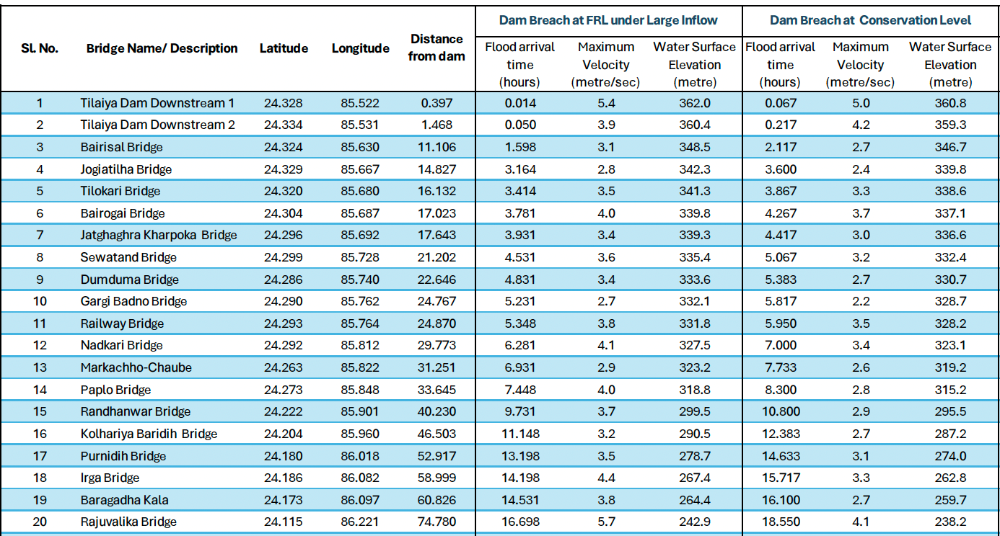 Dam Breach at FRL under Large Inflow Dam Breach at Conservation Level
Sl. No. Bridge Name/ Description Latitude Longitude Distance from dam Flood arrival time (hours) Maximum Velocity (metre/sec) Water Surface Elevation (metre) Flood arrival time (hours) Maximum Velocity (metre/sec) Water Surface Elevation (metre)
1 Tilaiya Dam Downstream 1 24.328 85.522 0.397 0.014 5.4 362.0 0.067 5.0 360.8
2 Tilaiya Dam Downstream 2 24.334 85.531 1.468 0.050 3.9 360.4 0.217 4.2 359.3
3 Bairisal Bridge 24.324 85.630 11.106 1.598 3.1 348.5 2.117 2.7 346.7
4 Jogiatilha Bridge 24.329 85.667 14.827 3.164 2.8 342.3 3.600 2.4 339.8
5 Tilokari Bridge 24.320 85.680 16.132 3.414 3.5 341.3 3.867 3.3 338.6
6 Bairogai Bridge 24.304 85.687 17.023 3.781 4.0 339.8 4.267 3.7 337.1
7 Jatghaghra Kharpoka Bridge 24.296 85.692 17.643 3.931 3.4 339.3 4.417 3.0 336.6
8 Sewatand Bridge 24.299 85.728 21.202 4.531 3.6 335.4 5.067 3.2 332.4
9 Dumduma Bridge 24.286 85.740 22.646 4.831 3.4 333.6 5.383 2.7 330.7
10 Gargi Badno Bridge 24.290 85.762 24.767 5.231 2.7 332.1 5.817 2.2 328.7
11 Railway Bridge 24.293 85.764 24.870 5.348 3.8 331.8 5.950 3.5 328.2
12 Nadkari Bridge 24.292 85.812 29.773 6.281 4.1 327.5 7.000 3.4 323.1
13 Markachho-Chaube 24.263 85.822 31.251 6.931 2.9 323.2 7.733 2.6 319.2
14 Paplo Bridge 24.273 85.848 33.645 7.448 4.0 318.8 8.300 2.8 315.2
15 Randhanwar Bridge 24.222 85.901 40.230 9.731 3.7 299.5 10.800 2.9 295.5
16 Kolhariya Baridih Bridge 24.204 85.960 46.503 11.148 3.2 290.5 12.383 2.7 287.2
17 Purnidih Bridge 24.180 86.018 52.917 13.198 3.5 278.7 14.633 3.1 274.0
18 Irga Bridge 24.186 86.082 58.999 14.198 4.4 267.4 15.717 3.3 262.8
19 Baragadha Kala 24.173 86.097 60.826 14.531 3.8 264.4 16.100 2.7 259.7
20 Rajuvalika Bridge 24.115 86.221 74.780 16.698 5.7 242.9 18.550 4.1 238.2